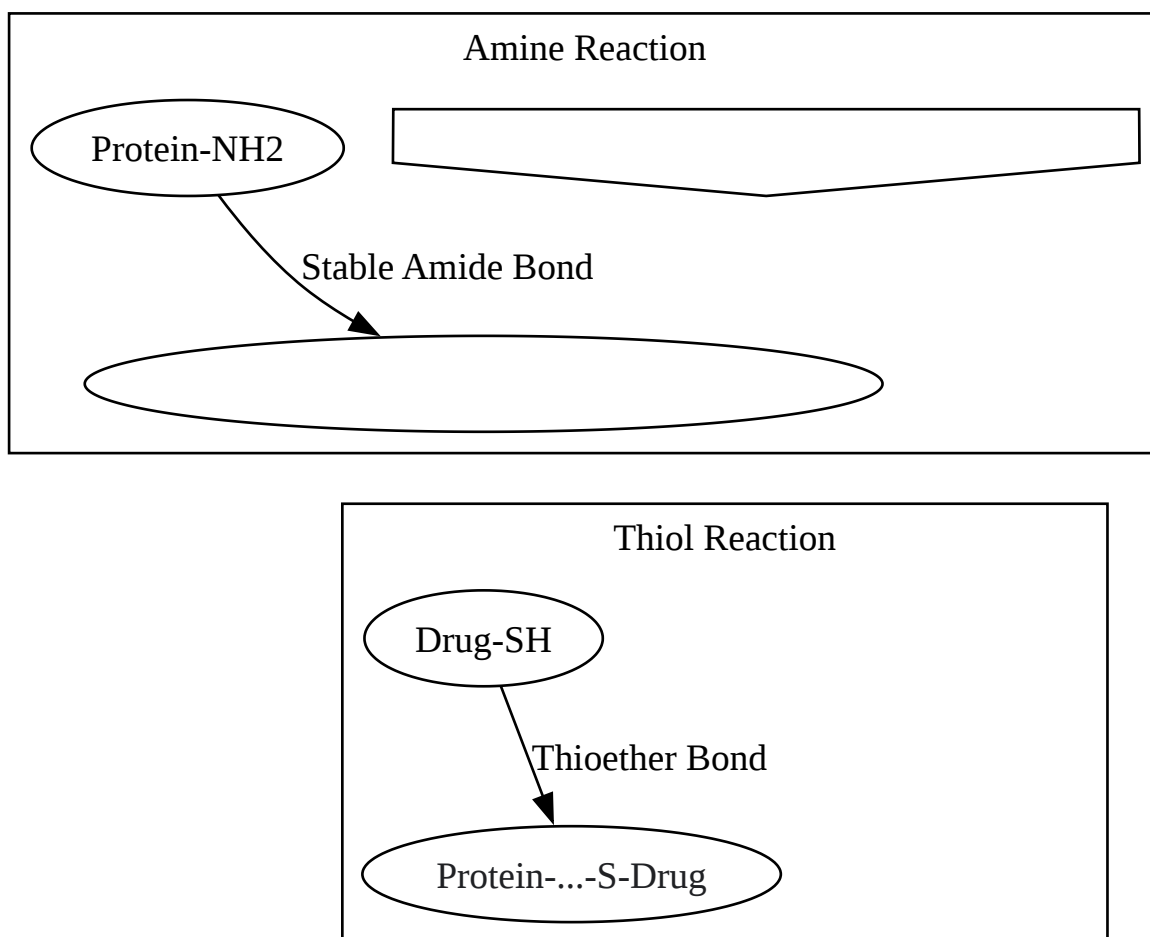 Amine Reaction
Protein-NH2
Stable Amide Bond
Thiol Reaction
Drug-SH
Thioether Bond
Protein-...-S-Drug